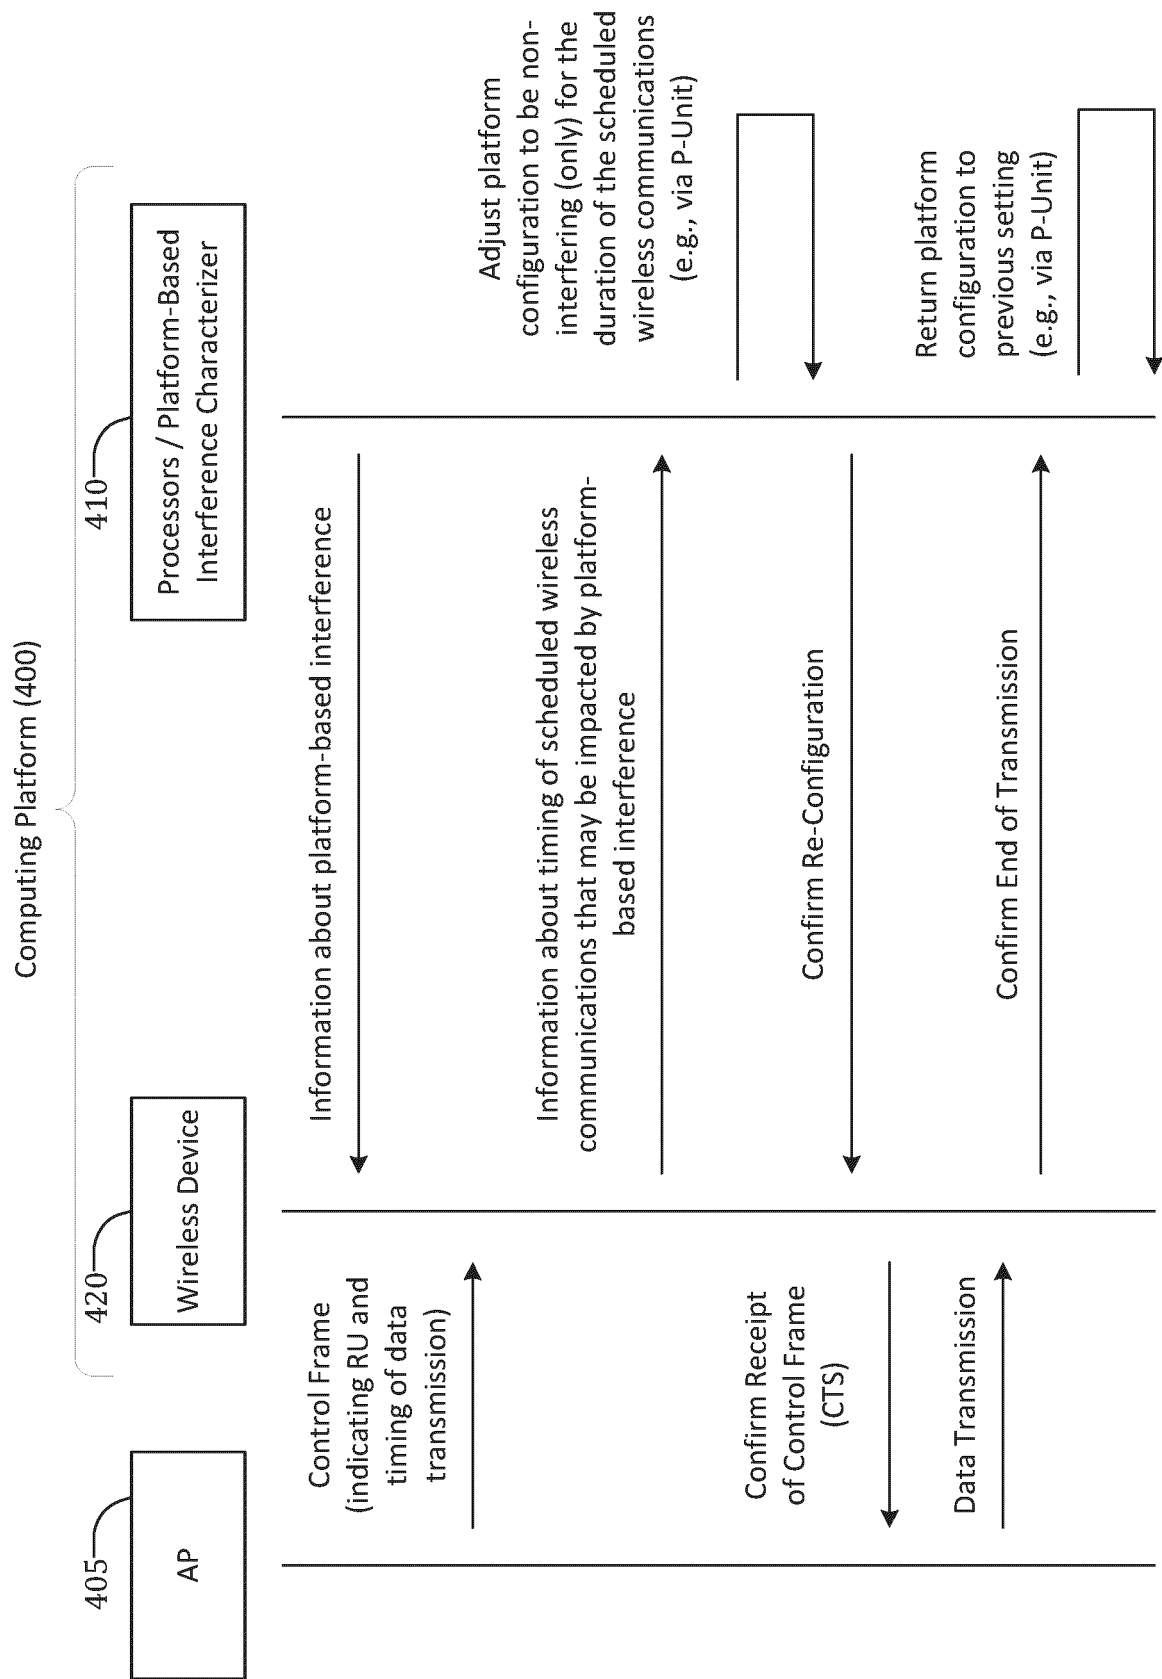 Computing Platform (400)
405
420
410
AP
Wireless Device
Processors / Platform-Based
Interference Characterizer
Information about platform-based interference
Control Frame
(indicating RU and
timing of data
transmission)
Information about timing of scheduled wireless
communications that may be impacted by platform-
based interference
Adjust platform
configuration to be non-
interfering (only) for the
duration of the scheduled
wireless communications
(e.g., via P-Unit)
Confirm Re-Configuration
Confirm Receipt
of Control Frame
(CTS)
Data Transmission
Confirm End of Transmission
Return platform
configuration to
previous setting
(e.g., via P-Unit)